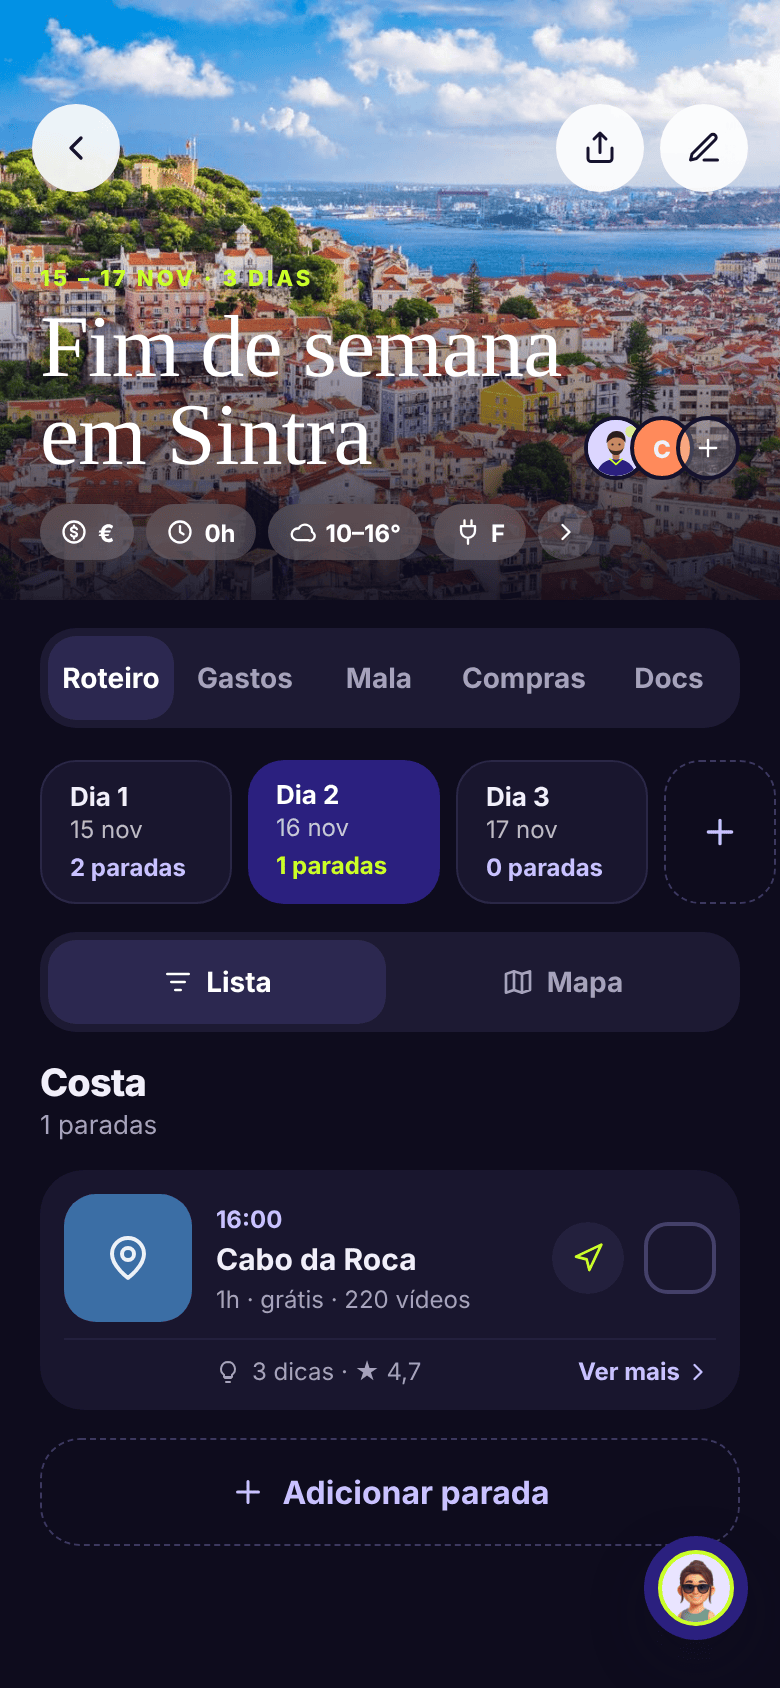 15 – 17 NOV · 3 DIAS
Fim de semana
em Sintra
C
€
0h
10–16°
F
Roteiro
Gastos
Mala
Compras
Docs
Dia 1
15 nov
2 paradas
Dia 2
16 nov
1 paradas
Dia 3
17 nov
0 paradas
Lista
Mapa
Costa
1 paradas
16:00
Cabo da Roca
1h · grátis · 220 vídeos
3 dicas · ★ 4,7
Ver mais
Adicionar parada